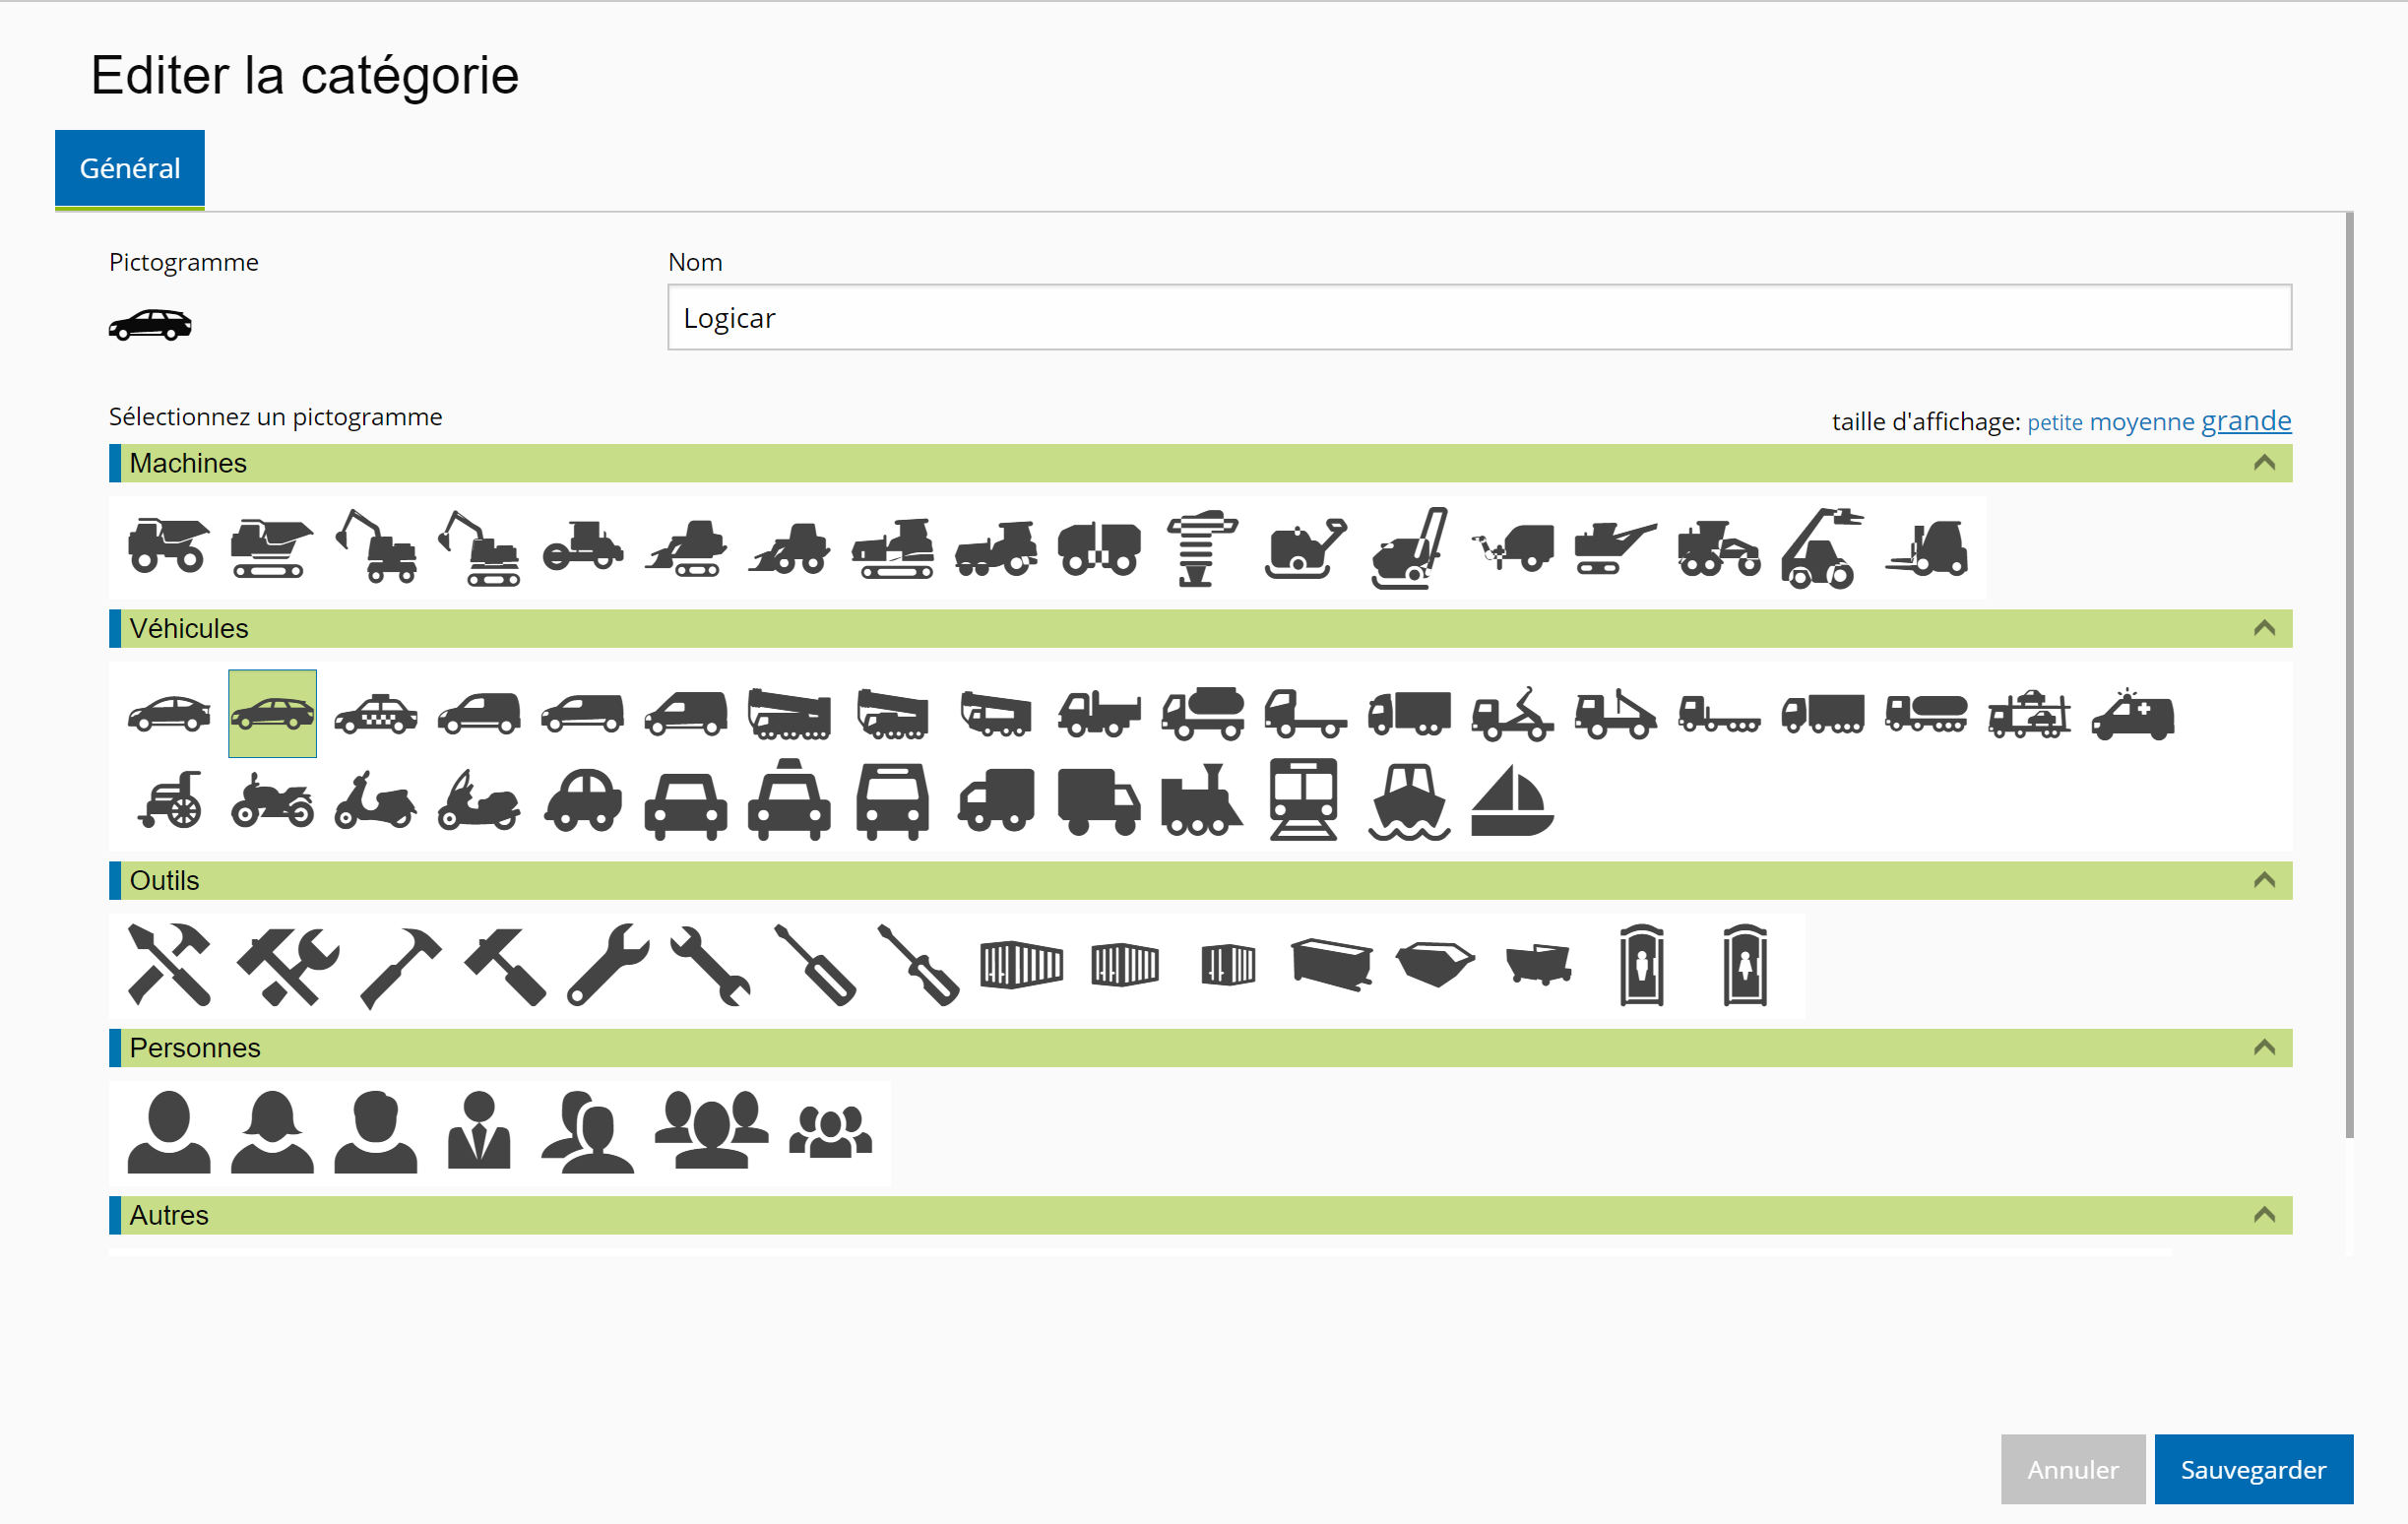 Editer la catégorie
Général
Pictogramme
Nom
Logicar
Sélectionnez un pictogramme
taille d'affichage: petite moyenne grande
Machines
Véhicules
Outils
Personnes
Autres
Annuler
Sauvegarder